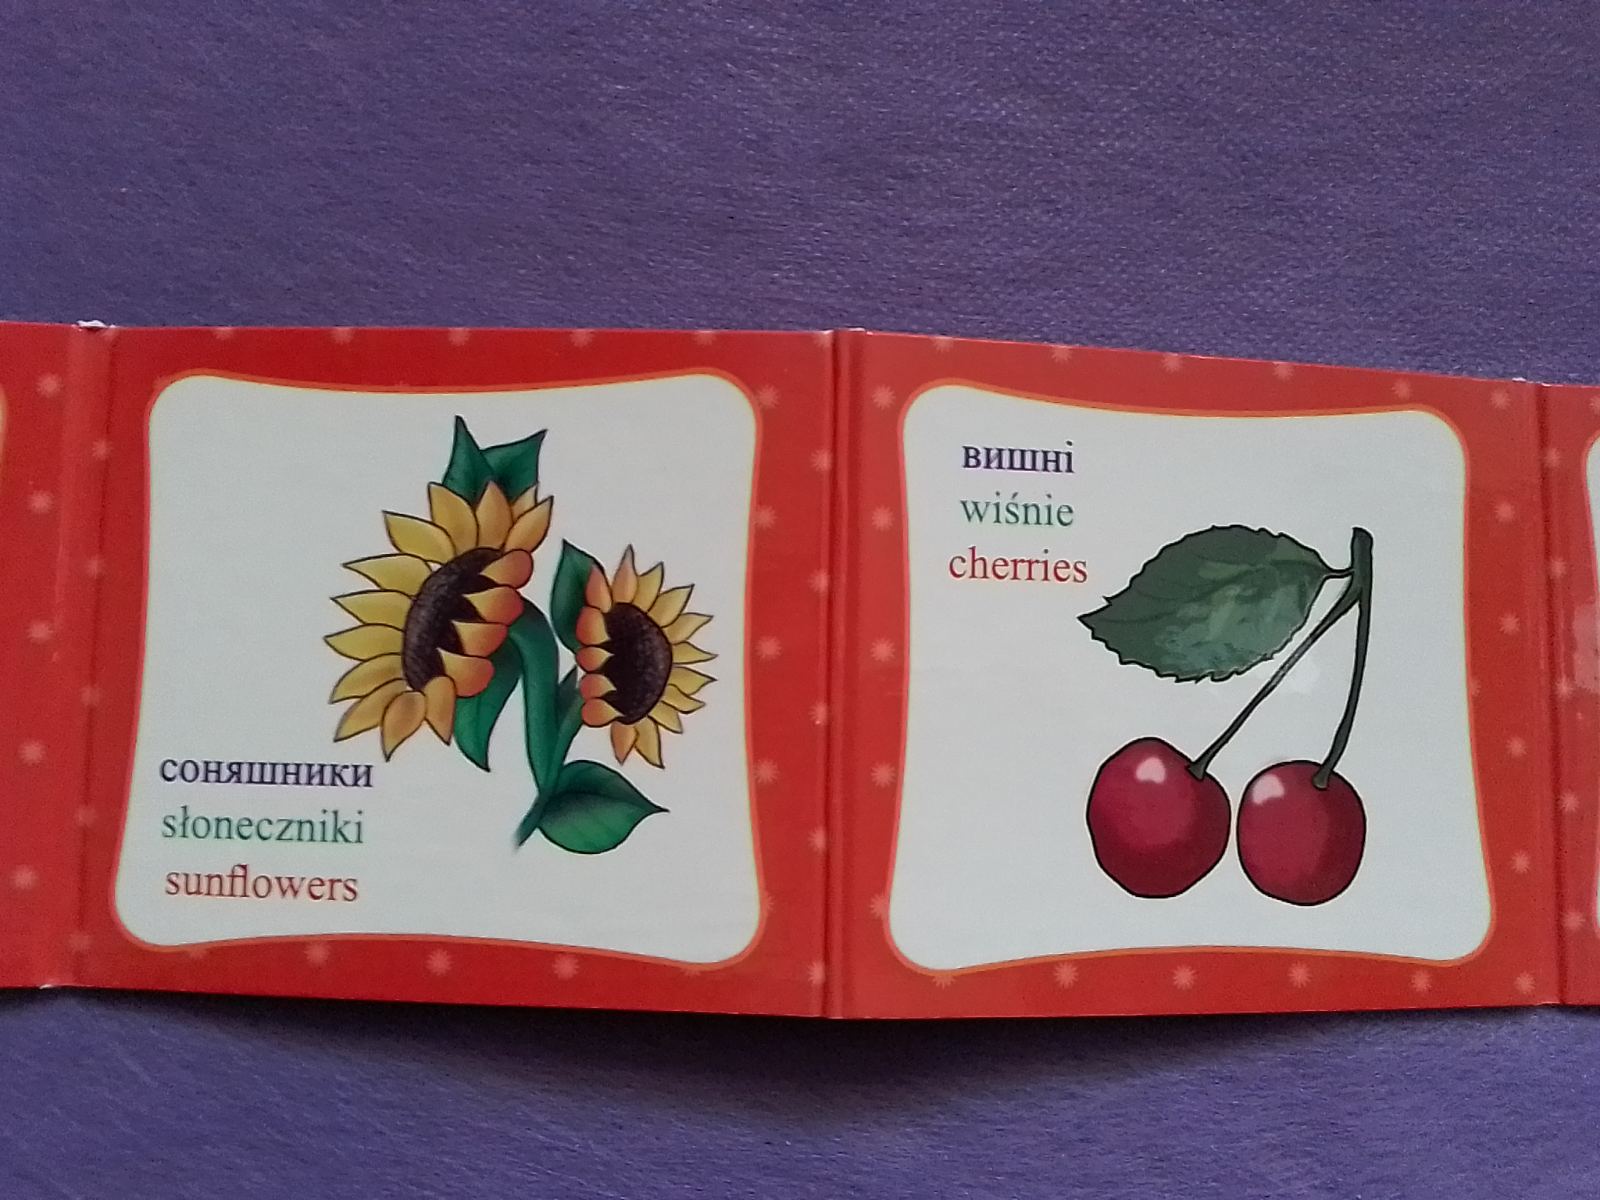 соняшники
słoneczniki
sunflowers
вишні
wiśnie
cherries